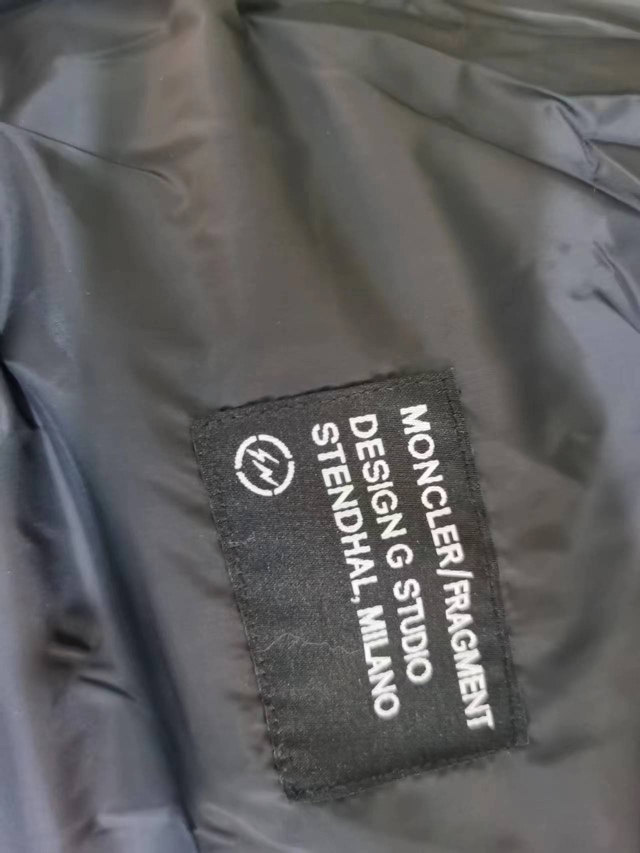 MONCLER/FRAGMENT
DESIGN G STUDIO
STENDHAL, MILANO